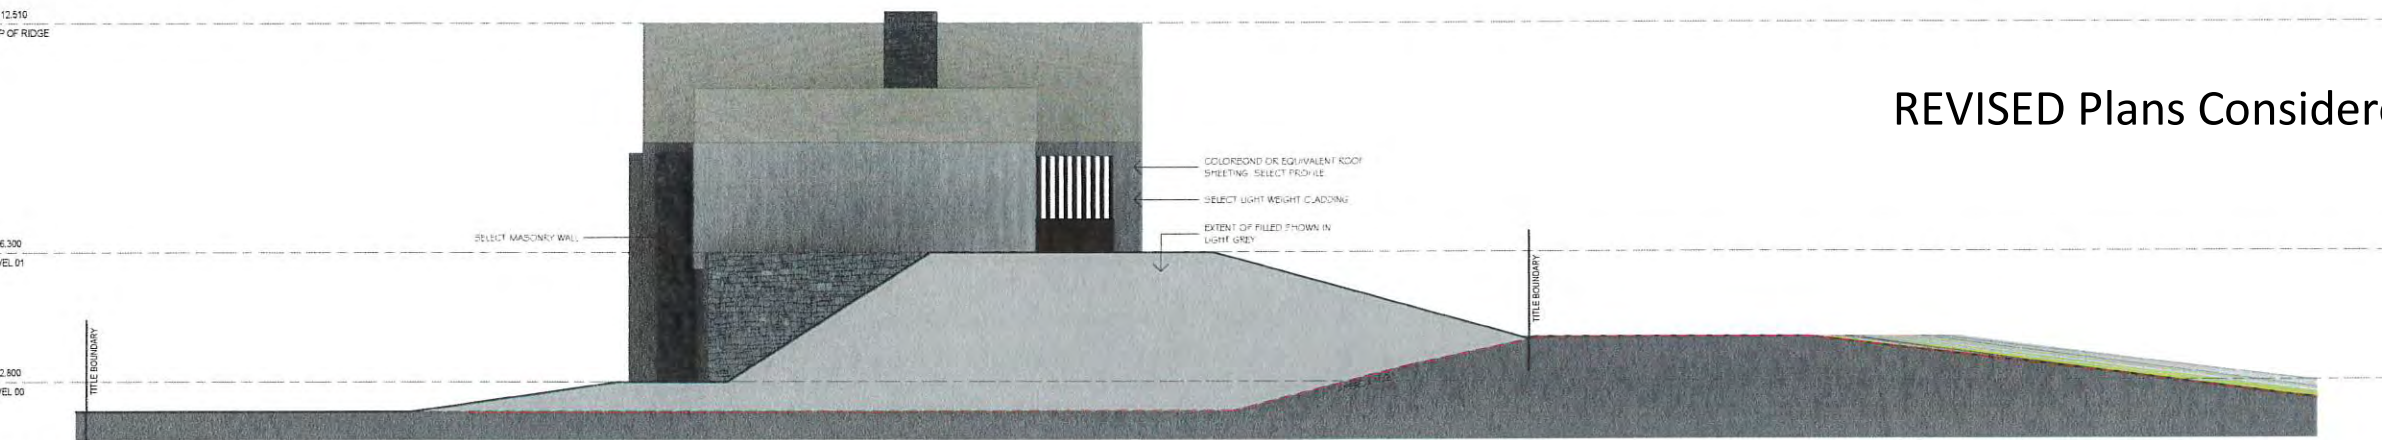 12.510
P OF RIDGE
REVISED Plans Considere
COLORBOND OR EQUIVALENT ROOF
SHEETING. SELECT PROFILE
SELECT LIGHT WEIGHT CLADDING
EXTENT OF FILLED SHOWN IN
LIGHT GREY
SELECT MASONRY WALL
6.300
VEL 01
TITLE BOUNDARY
TITLE BOUNDARY
2.800
VEL 00